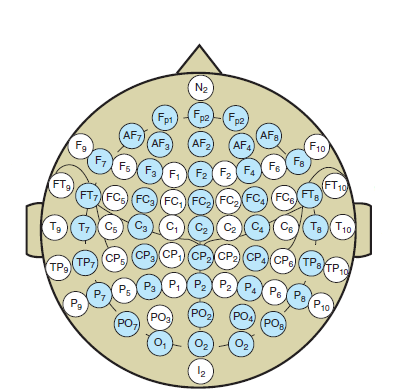 N2
Fp1 Fp2 Fp2
AF7 AF3 AF2 AF4 AF8
F9 F7 F5 F3 F1 F2 F2 F4 F6 F8 F10
FT9 FT7 FC5 FC3 FC1 FC2 FC2 FC4 FC6 FT8 FT10
T9 T7 C5 C3 C1 C2 C2 C4 C6 T8 T10
TP9 TP7 CP5 CP3 CP1 CP2 CP2 CP4 CP6 TP8 TP10
P9 P7 P5 P3 P1 P2 P2 P4 P6 P8 P10
PO7 PO3 PO2 PO4 PO8
O1 O2 O2
I2